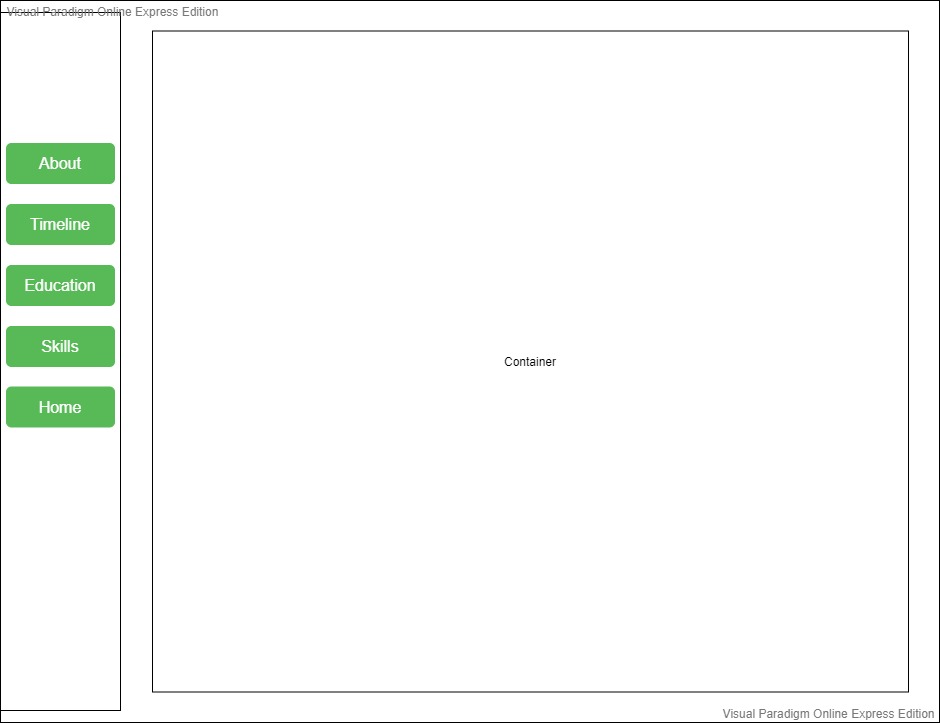 Visual Paradigm Online Express Edition
About
Timeline
Education
Skills
Home
Container
Visual Paradigm Online Express Edition